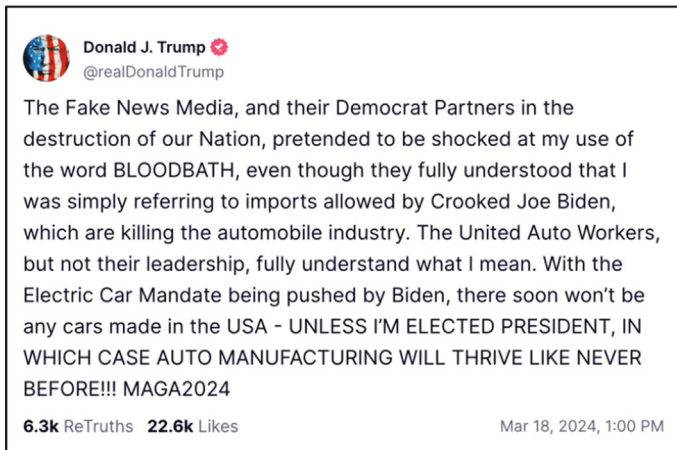 Donald J. Trump
@realDonaldTrump
The Fake News Media, and their Democrat Partners in the
destruction of our Nation, pretended to be shocked at my use of
the word BLOODBATH, even though they fully understood that I
was simply referring to imports allowed by Crooked Joe Biden,
which are killing the automobile industry. The United Auto Workers,
but not their leadership, fully understand what I mean. With the
Electric Car Mandate being pushed by Biden, there soon won’t be
any cars made in the USA - UNLESS I’M ELECTED PRESIDENT, IN
WHICH CASE AUTO MANUFACTURING WILL THRIVE LIKE NEVER
BEFORE!!! MAGA2024
6.3k ReTruths 22.6k Likes Mar 18, 2024, 1:00 PM